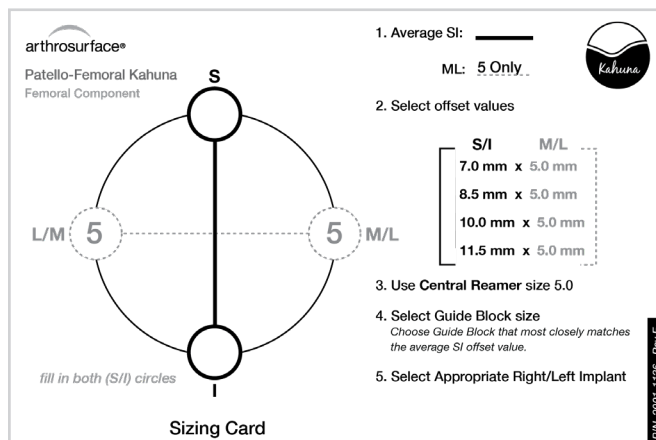 arthrosurface®
Patello-Femoral Kahuna
Femoral Component
S
L/M 5
5 M/L
fill in both (S/I) circles
I
Sizing Card
1. Average SI:
ML: 5 Only
Kahuna
2. Select offset values
S/I M/L
7.0 mm x 5.0 mm
8.5 mm x 5.0 mm
10.0 mm x 5.0 mm
11.5 mm x 5.0 mm
3. Use Central Reamer size 5.0
4. Select Guide Block size
Choose Guide Block that most closely matches
the average SI offset value.
5. Select Appropriate Right/Left Implant